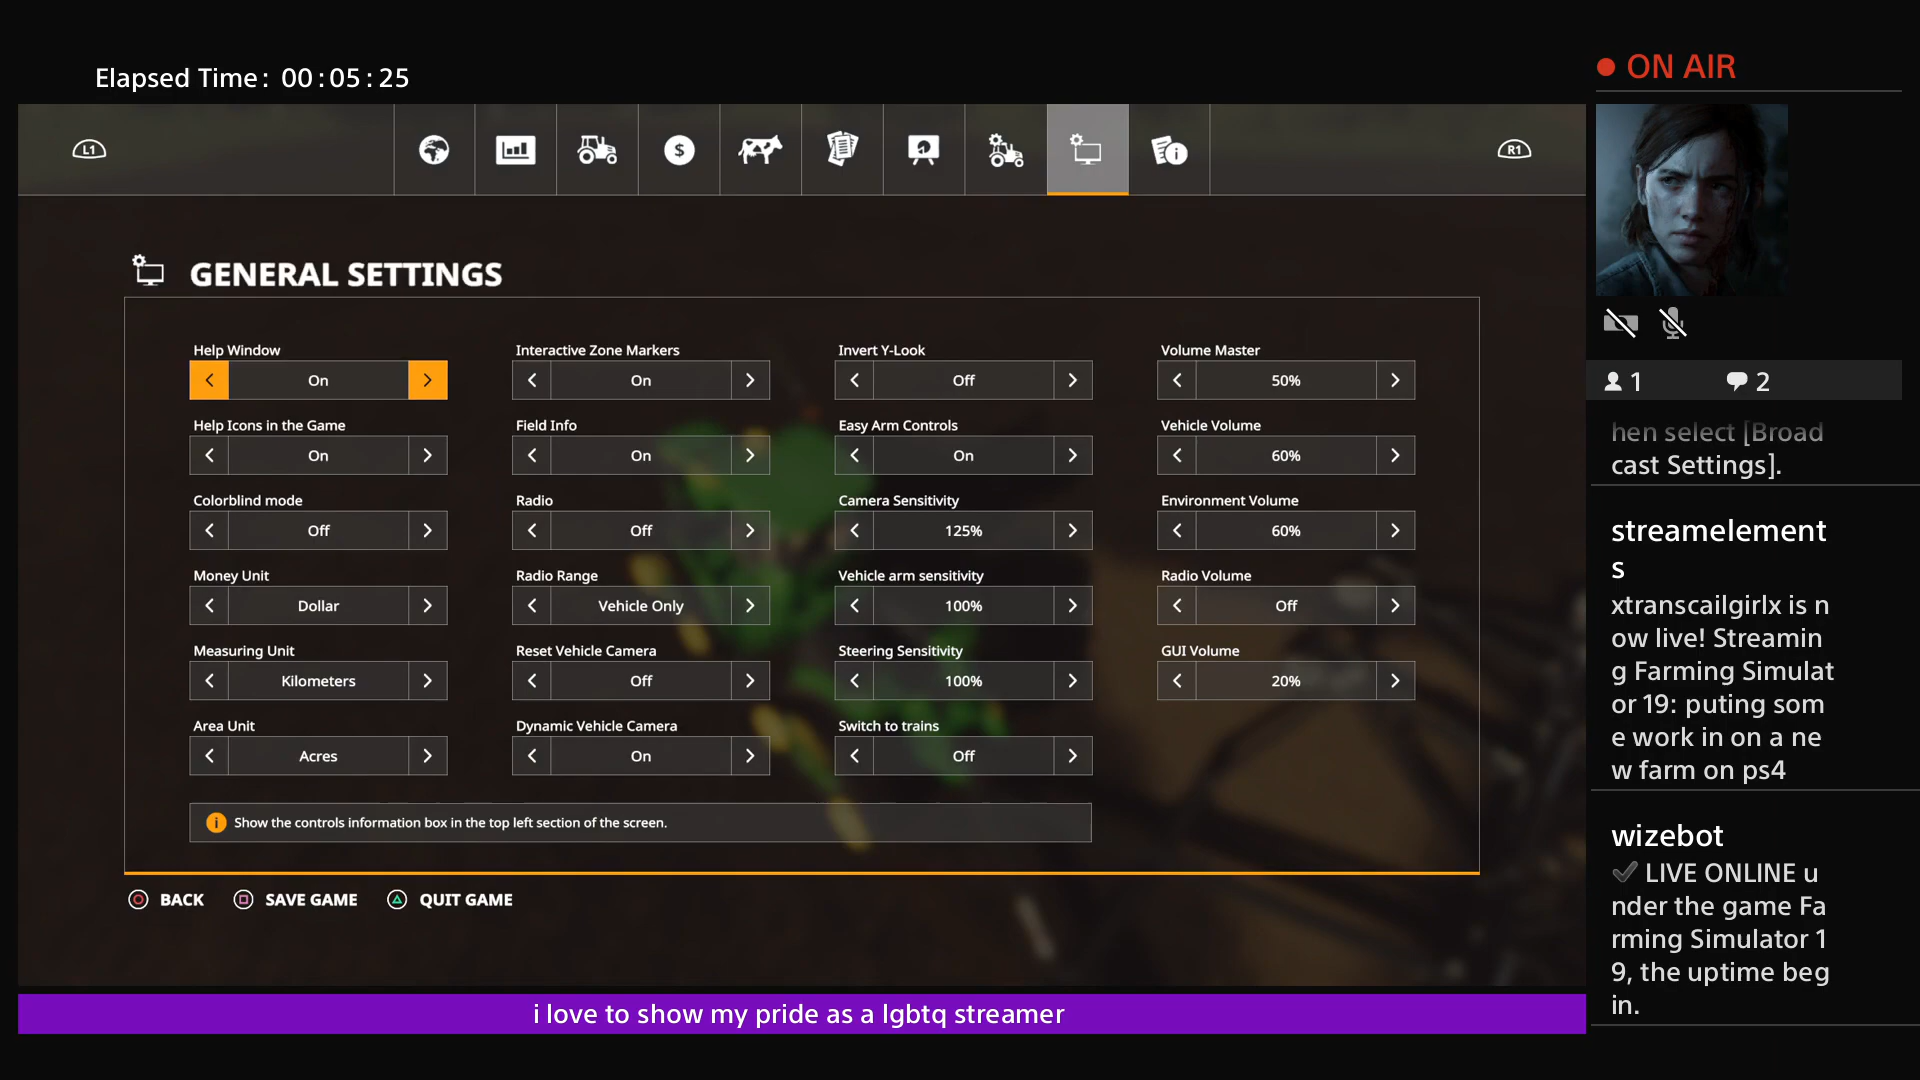 Elapsed Time: 00:05:25
ON AIR
L1
R1
GENERAL SETTINGS
Help Window
Interactive Zone Markers
Invert Y-Look
Volume Master
On
On
Off
50%
Help Icons in the Game
Field Info
Easy Arm Controls
Vehicle Volume
On
On
On
60%
Colorblind mode
Radio
Camera Sensitivity
Environment Volume
Off
Off
125%
60%
Money Unit
Radio Range
Vehicle arm sensitivity
Radio Volume
Dollar
Vehicle Only
100%
Off
Measuring Unit
Reset Vehicle Camera
Steering Sensitivity
GUI Volume
Kilometers
Off
100%
20%
Area Unit
Dynamic Vehicle Camera
Switch to trains
Acres
On
Off
Show the controls information box in the top left section of the screen.
BACK
SAVE GAME
QUIT GAME
i love to show my pride as a lgbtq streamer
1
2
hen select [Broad
cast Settings].
streamelement
s
xtranscailgirlx is n
ow live! Streamin
g Farming Simulat
or 19: puting som
e work in on a ne
w farm on ps4
wizebot
✓ LIVE ONLINE u
nder the game Fa
rming Simulator 1
9, the uptime beg
in.